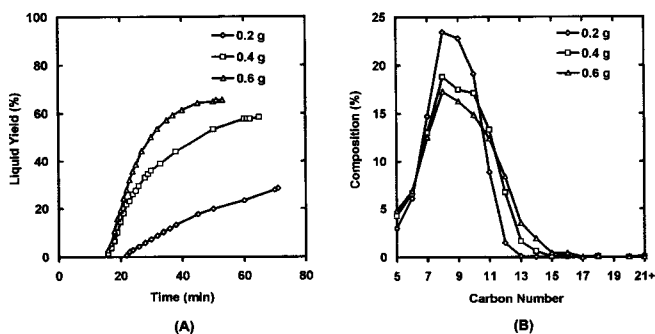 100
80
60
40
20
0
0 20 40 60 80
Liquid Yield (%)
Time (min)
0.2 g
0.4 g
0.6 g
(A)
25
20
15
10
5
0
5 7 9 11 13 15 17 19 21+
Composition (%)
Carbon Number
0.2 g
0.4 g
0.6 g
(B)